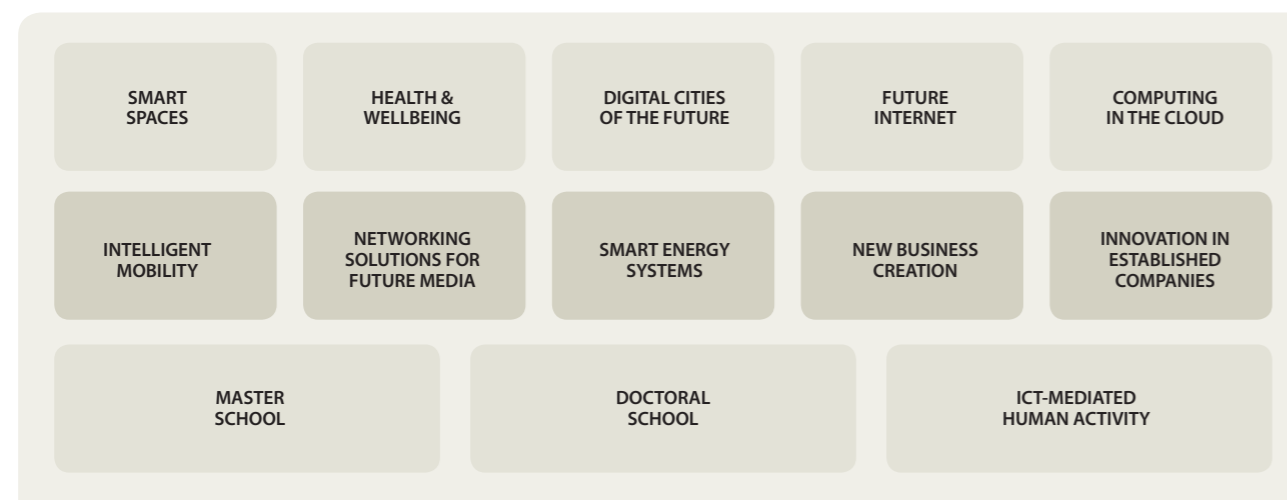 SMART
SPACES
HEALTH &
WELLBEING
DIGITAL CITIES
OF THE FUTURE
FUTURE
INTERNET
COMPUTING
IN THE CLOUD
INTELLIGENT
MOBILITY
NETWORKING
SOLUTIONS FOR
FUTURE MEDIA
SMART ENERGY
SYSTEMS
NEW BUSINESS
CREATION
INNOVATION IN
ESTABLISHED
COMPANIES
MASTER
SCHOOL
DOCTORAL
SCHOOL
ICT-MEDIATED
HUMAN ACTIVITY